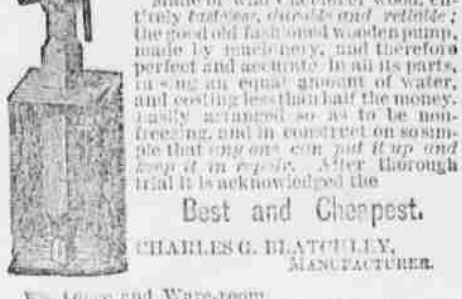 Made of wild Cucumber wood, en-
tirely tasteless, durable and reliable;
the good old fashioned wooden pump,
made by machinery, and therefore
perfect and accurate in all its parts,
raising an equal amount of water,
and costing less than half the money.
Easily arranged so as to be non-
freezing, and in construction so sim-
ple that any one can put it up and
keep it in repair. After thorough
trial it is acknowledged the
Best and Cheapest.
CHARLES G. BLATCHLEY,
MANUFACTURER.
Office and Ware-room,